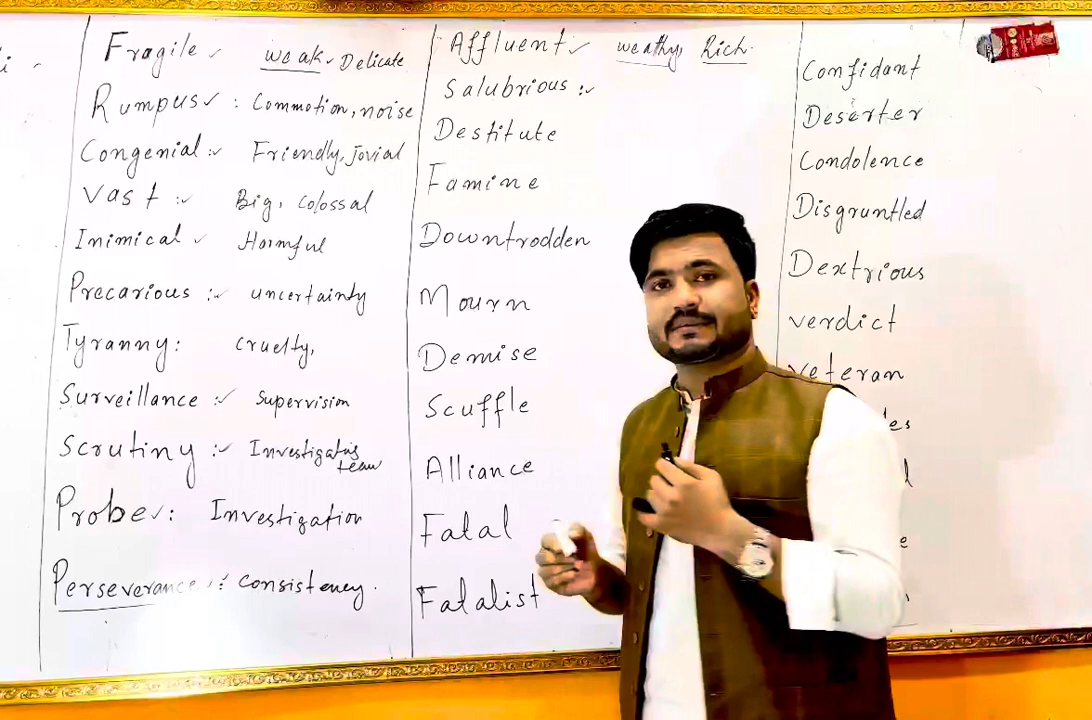 Fragile weak Delicate
Rumpus : Commotion, noise
Congenial : Friendly, Jovial
Vast : Big, Colossal
Inimical Harmful
Precarious : uncertainty
Tyranny: cruelty,
Surveillance : supervision
Scrutiny : Investigating team
Probe : Investigation
Perseverance : consistency.
Affluent weathy, Rich.
Salubrious :
Destitute
Famine
Downtrodden
Mourn
Demise
Scuffle
Alliance
Fatal
Fatalist
Confidant
Deserter
Condolence
Disgruntled
Dextrious
verdict
veteran